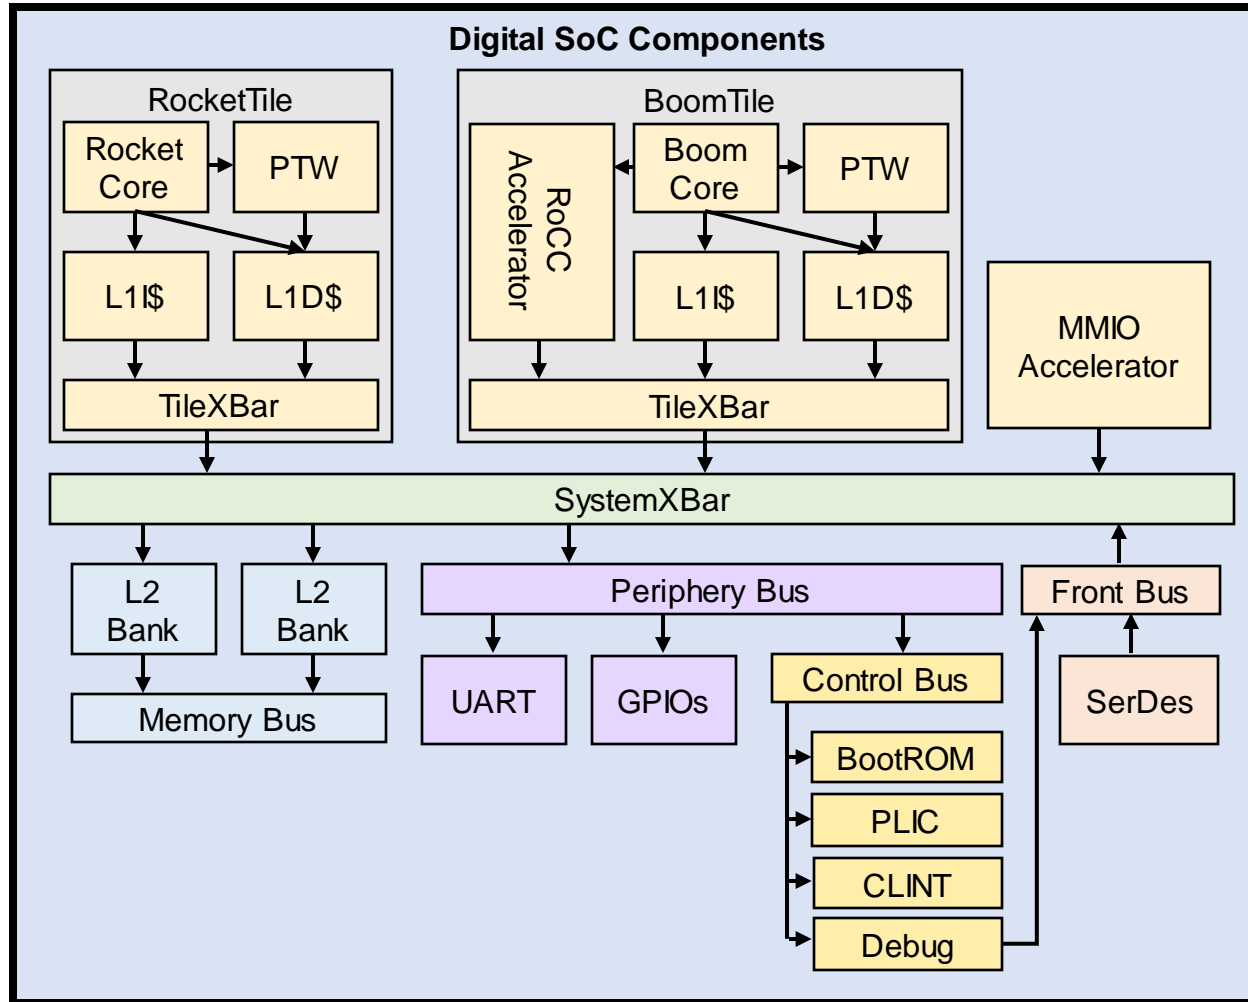 Digital SoC Components
RocketTile
Rocket
Core
PTW
L1I$
L1D$
TileXBar
BoomTile
RoCC
Accelerator
Boom
Core
PTW
L1I$
L1D$
TileXBar
MMIO
Accelerator
SystemXBar
L2
Bank
L2
Bank
Memory Bus
Periphery Bus
UART
GPIOs
Control Bus
BootROM
PLIC
CLINT
Debug
Front Bus
SerDes